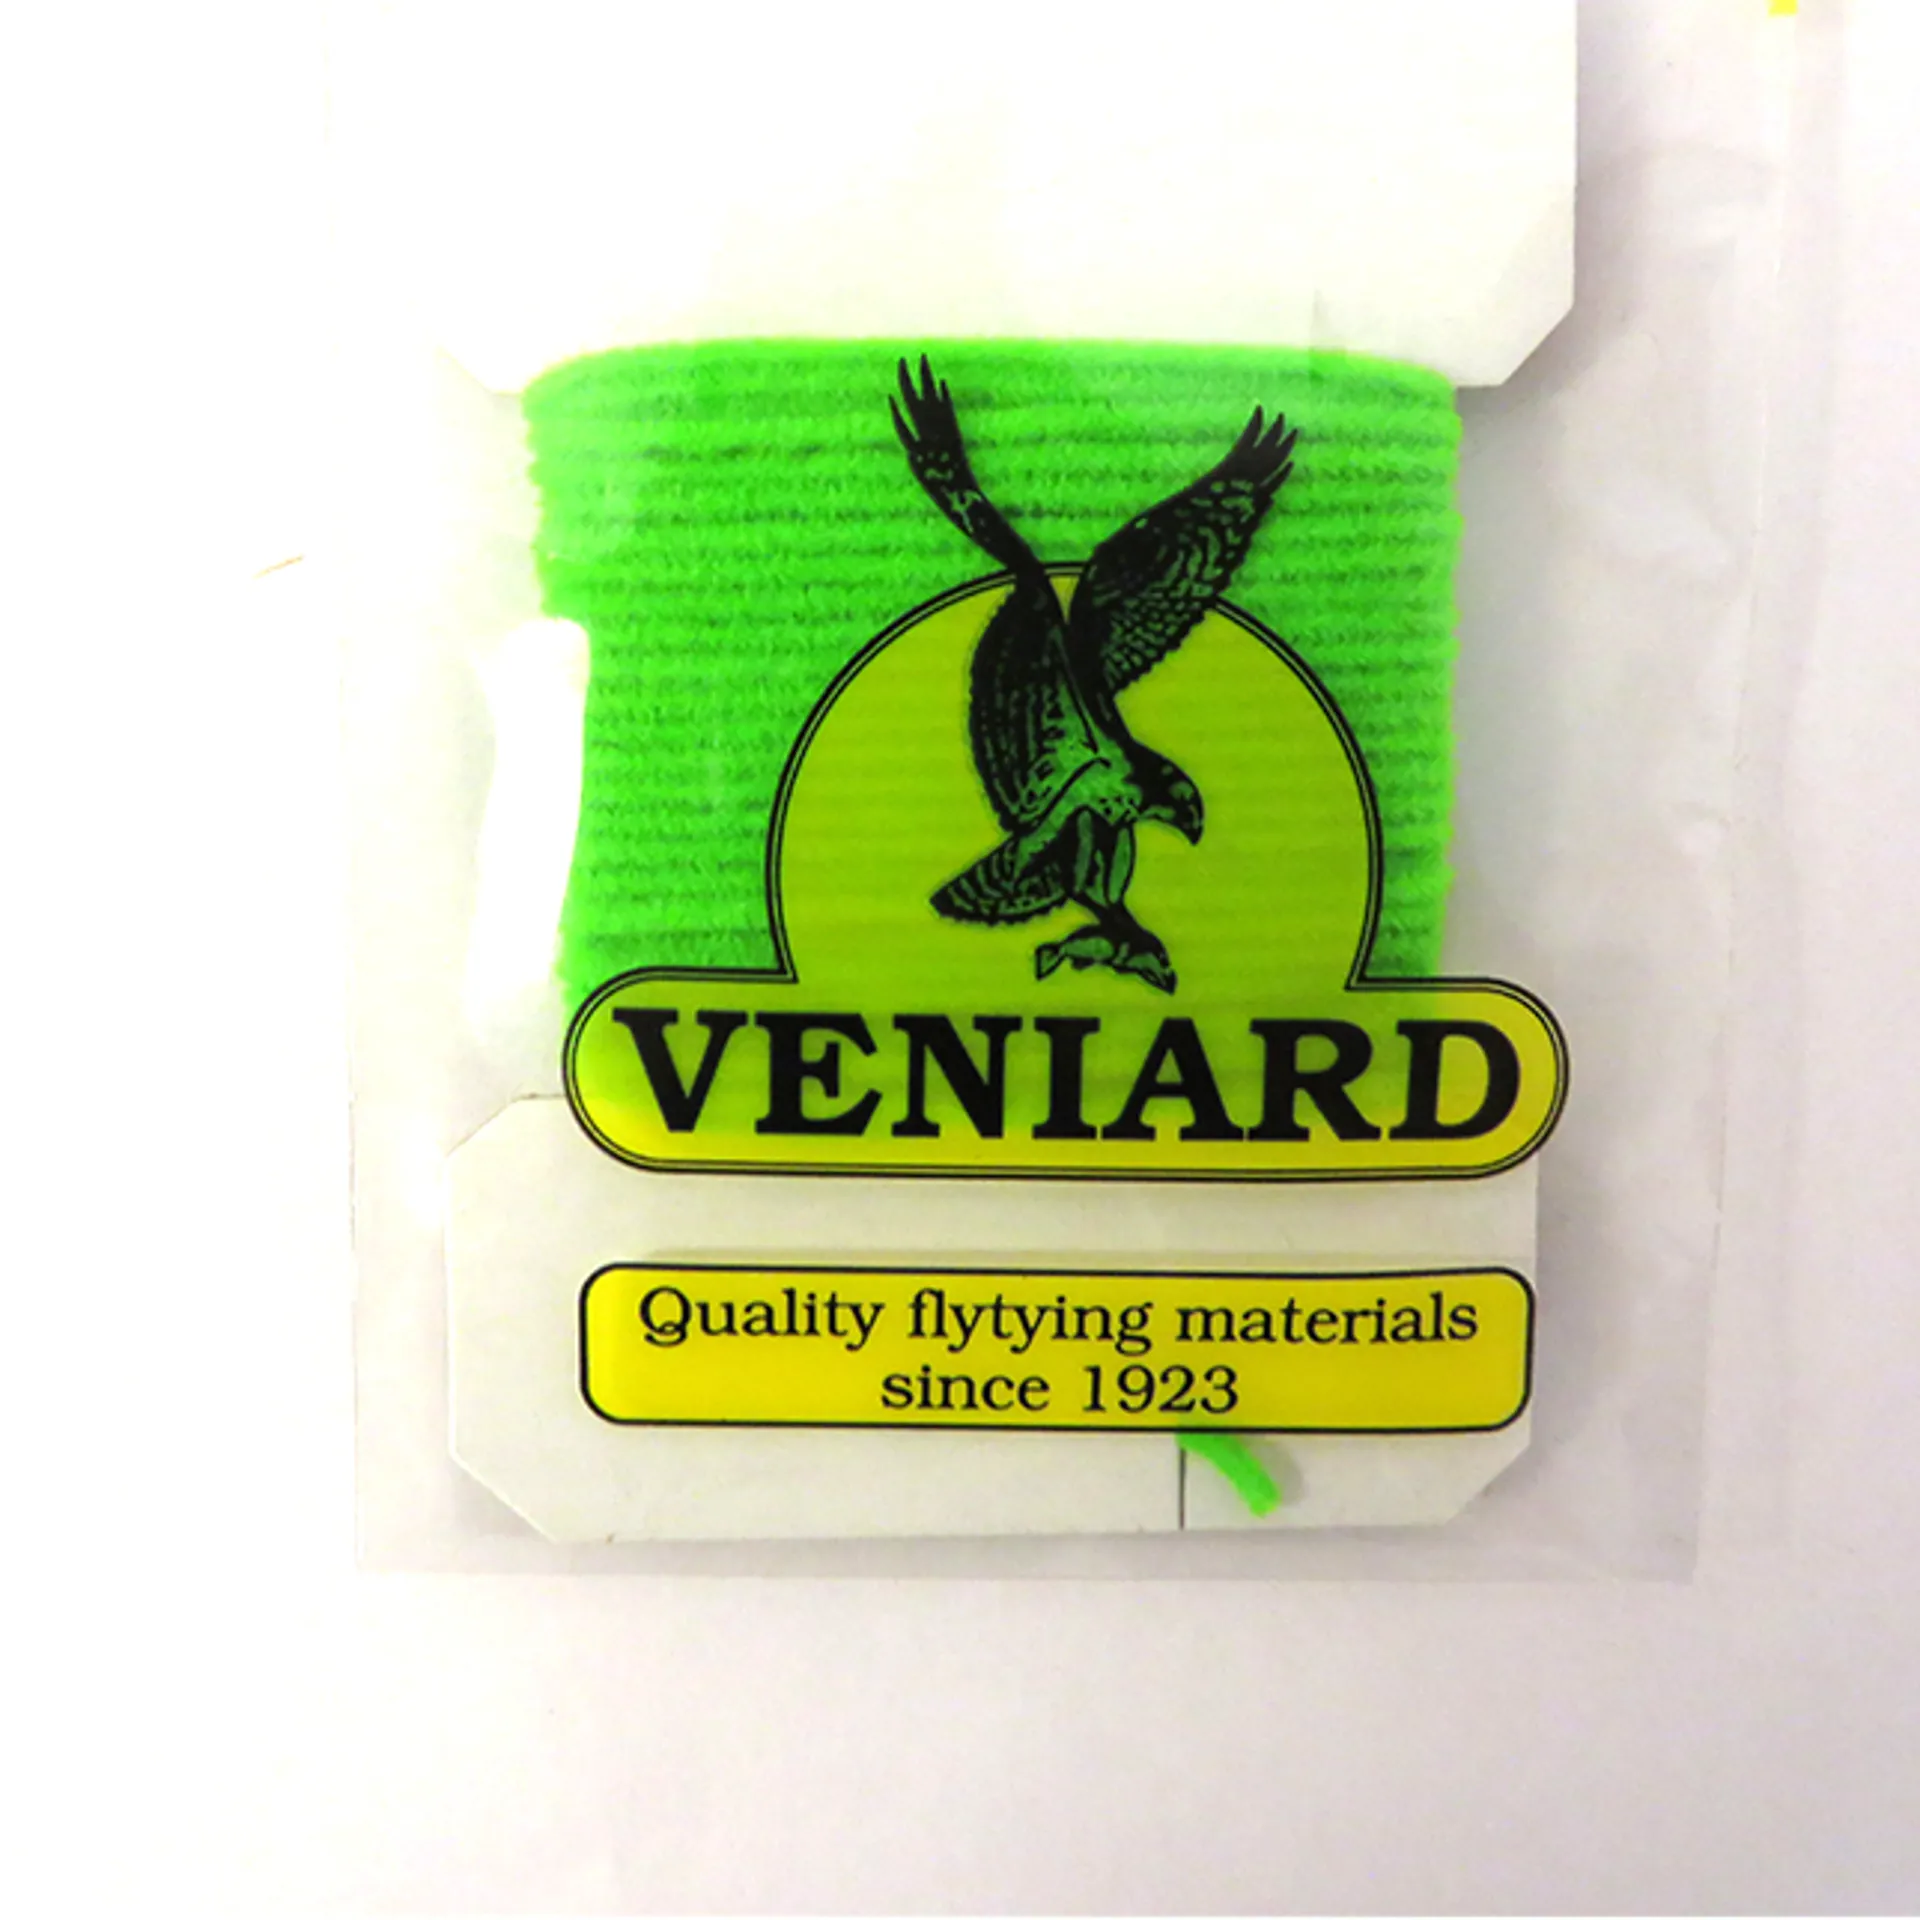 VENIARD
Quality flytying materials
since 1923